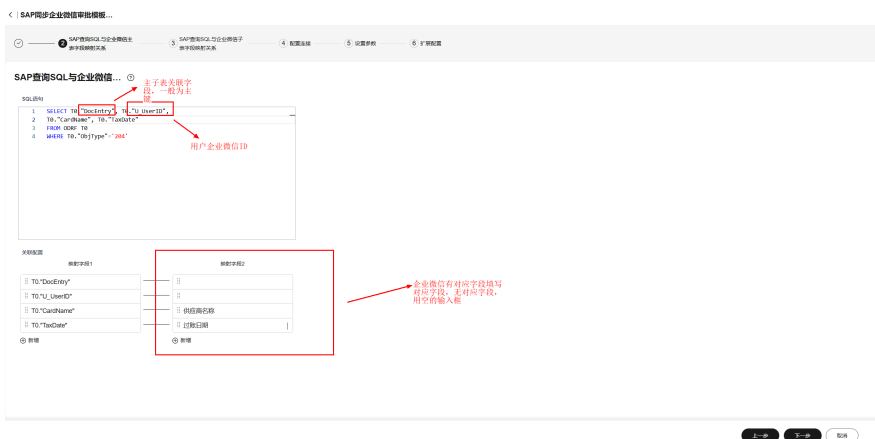 SAP同步企业微信审批模板...
2 SAP查询SQL与企业微信主表字段映射关系
3 SAP查询SQL与企业微信子表字段映射关系
4 配置连接
5 设置参数
6 扩展配置
SAP查询SQL与企业微信...
主子表关联字
段，一般为主
键
SQL语句
1 SELECT T0."DocEntry", T0."U_UserID",
2 T0."CardName", T0."TaxDate"
3 FROM ODRF T0
4 WHERE T0."ObjType"='204'
用户企业微信ID
关联配置
映射字段1 映射字段2
T0."DocEntry"
T0."U_UserID"
T0."CardName" 供应商名称
T0."TaxDate" 过账日期
新增 新增
企业微信有对应字段填写
对应字段，无对应字段，
用空的输入框
上一步 下一步 取消